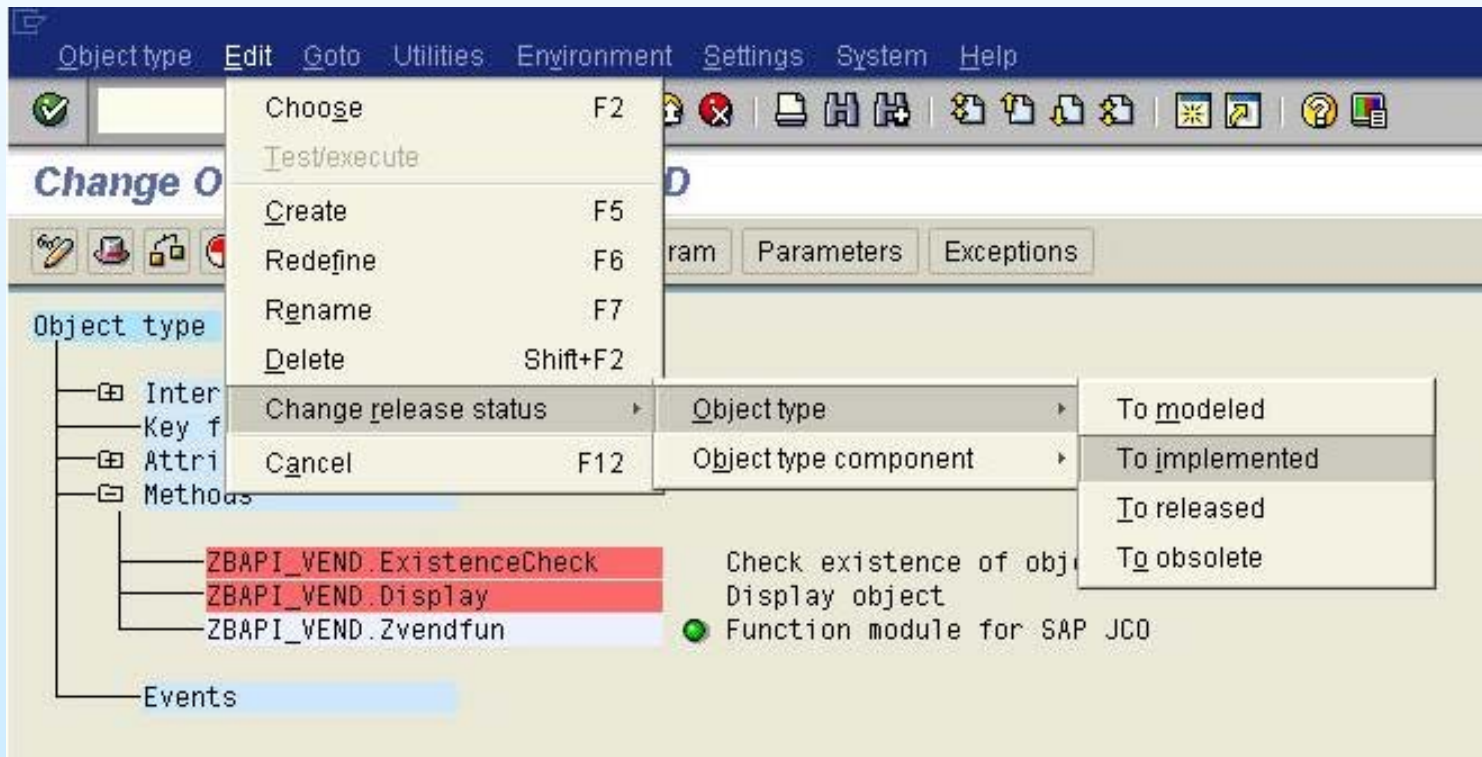 Object type Edit Goto Utilities Environment Settings System Help
Choose F2
Test/execute
Change O D
Create F5
Redefine F6
ram Parameters Exceptions
Rename F7
Object type
Delete Shift+F2
Inter
Change release status Object type To modeled
Key f
Attri
Cancel F12 Object type component To implemented
Methods
To released
To obsolete
ZBAPI_VEND.ExistenceCheck Check existence of obj
ZBAPI_VEND.Display Display object
ZBAPI_VEND.Zvendfun Function module for SAP JCO
Events